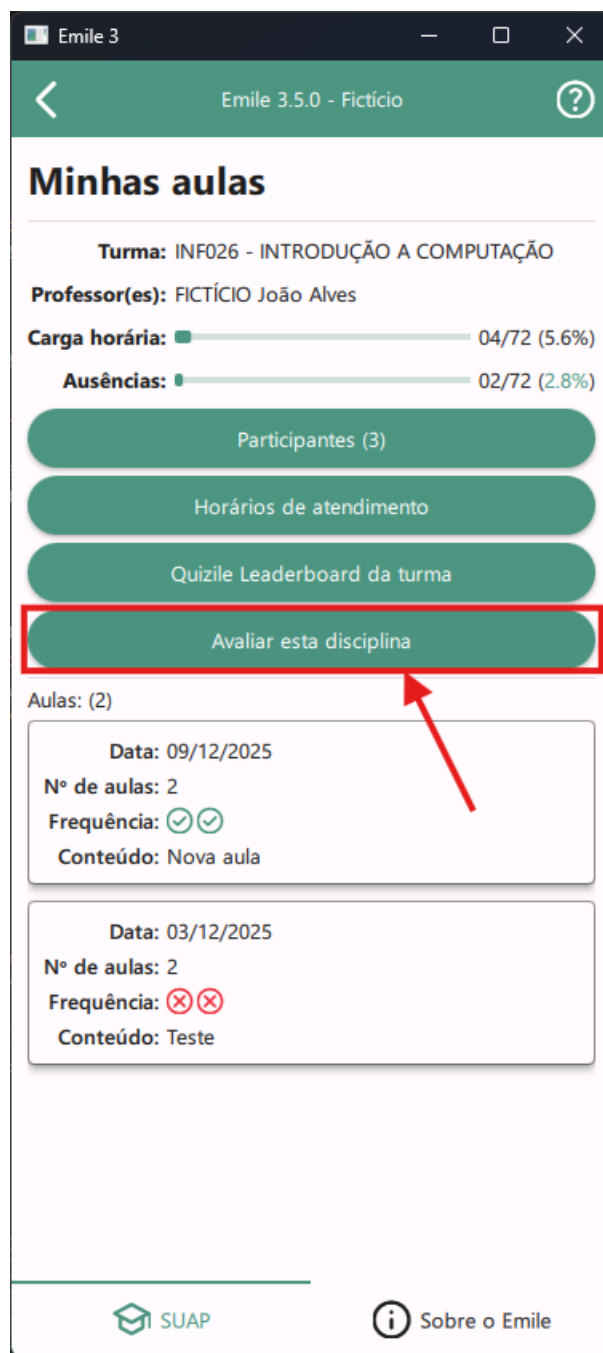 Emile 3
Emile 3.5.0 - Fictício
Minhas aulas
Turma: INF026 - INTRODUÇÃO A COMPUTAÇÃO
Professor(es): FICTÍCIO João Alves
Carga horária: 04/72 (5.6%)
Ausências: 02/72 (2.8%)
Participantes (3)
Horários de atendimento
Quizile Leaderboard da turma
Avaliar esta disciplina
Aulas: (2)
Data: 09/12/2025
Nº de aulas: 2
Frequência:
Conteúdo: Nova aula
Data: 03/12/2025
Nº de aulas: 2
Frequência:
Conteúdo: Teste
SUAP
Sobre o Emile